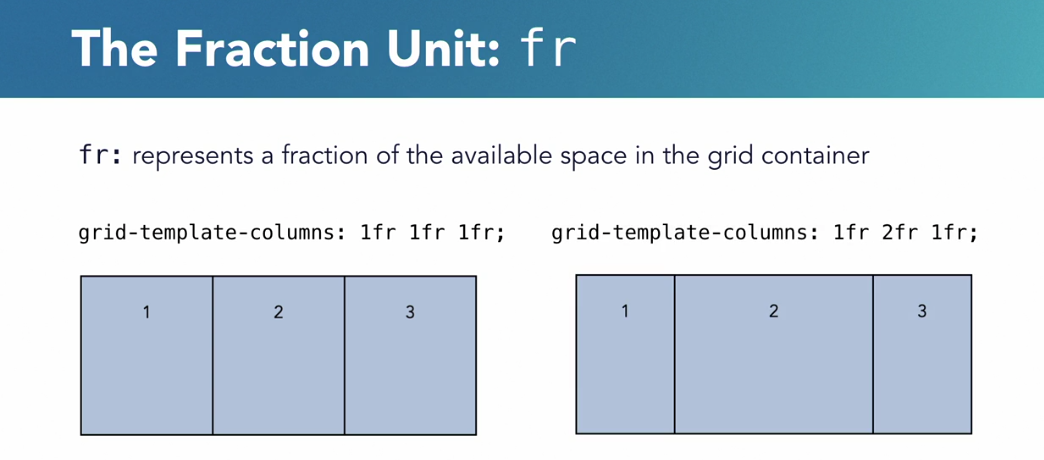 The Fraction Unit: fr
fr: represents a fraction of the available space in the grid container
grid-template-columns: 1fr 1fr 1fr;
1 2 3
grid-template-columns: 1fr 2fr 1fr;
1 2 3